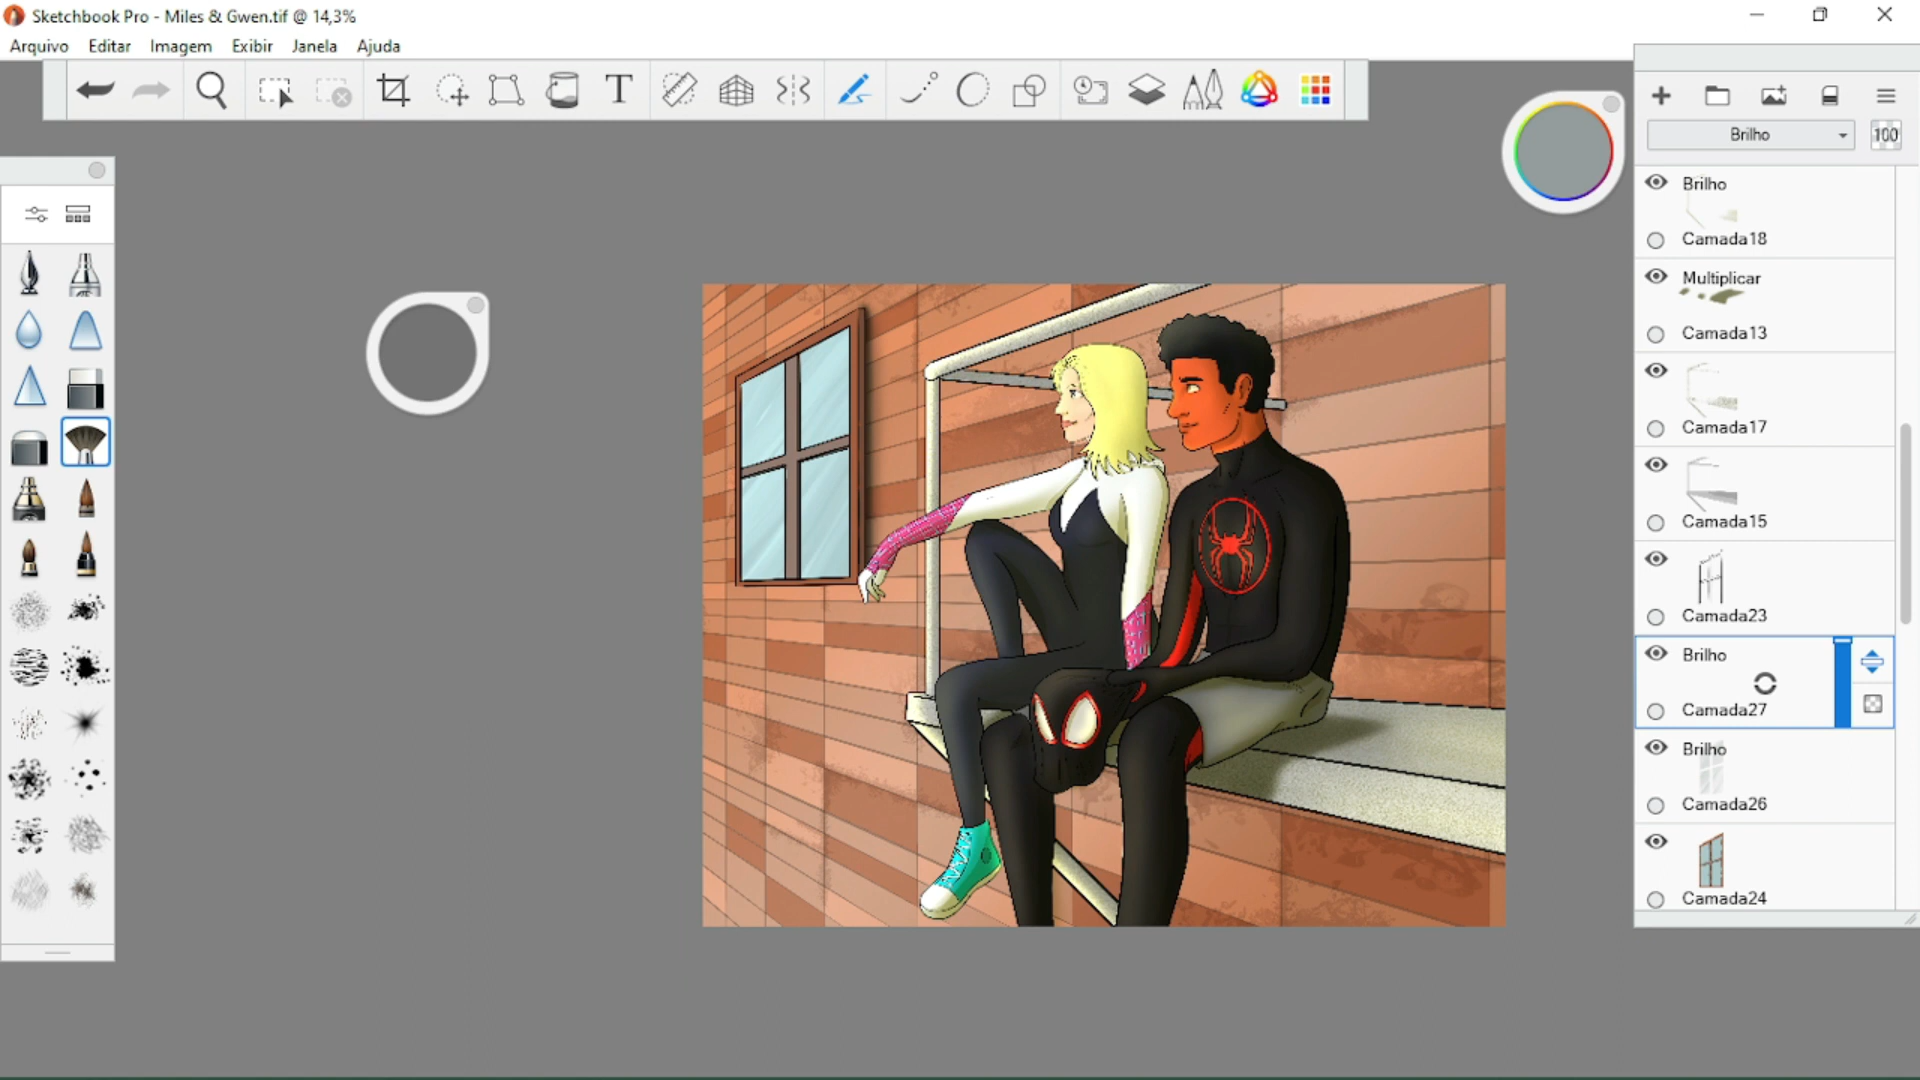 Sketchbook Pro - Miles & Gwen.tif @ 14,3%
Arquivo Editar Imagem Exibir Janela Ajuda
T
Brilho 100
Brilho
Camada18
Multiplicar
Camada13
Camada17
Camada15
Camada23
Brilho
Camada27
Brilho
Camada26
Camada24